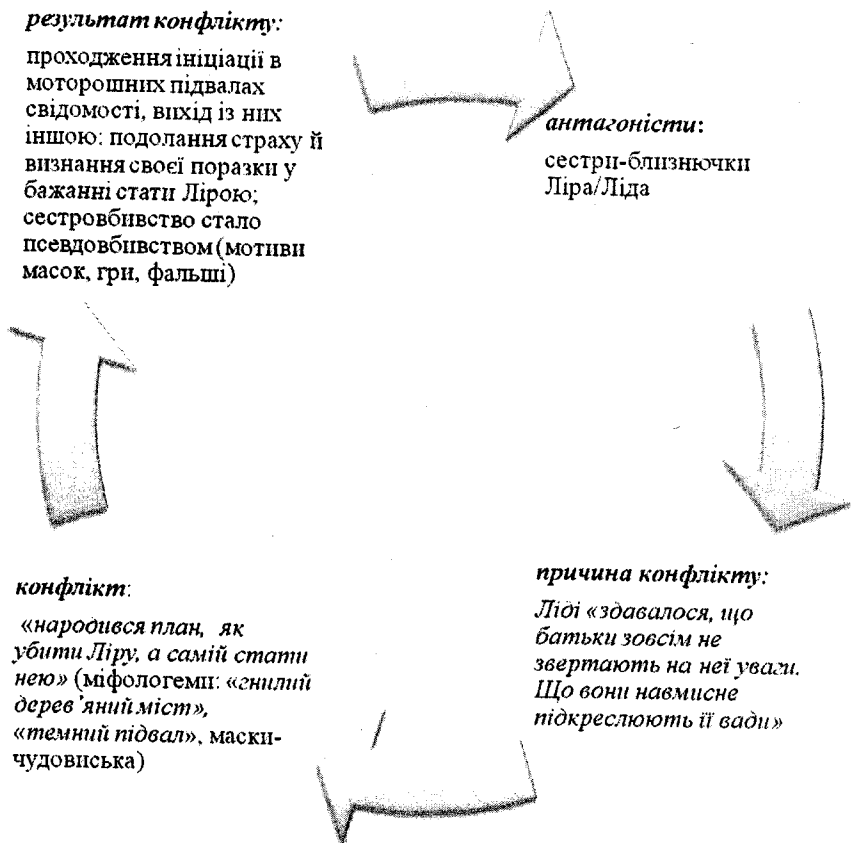 результат конфлікту:
проходження ініціації в
моторошних підвалах
свідомості, вихід із них
іншою: подолання страху й
визнання своєї поразки у
бажанні стати Лірою;
сестровбивство стало
псевдовбивством (мотиви
масок, гри, фальші)
антагоністи:
сестри-близнючки
Ліра/Ліда
причина конфлікту:
Ліді «здавалося, що
батьки зовсім не
звертають на неї уваги.
Що вони навмисне
підкреслюють її вади»
конфлікт:
«народився план, як
убити Ліру, а самій стати
нею» (міфологеми: «гнилий
дерев'яний міст»,
«темний підвал», маски-
чудовиська)